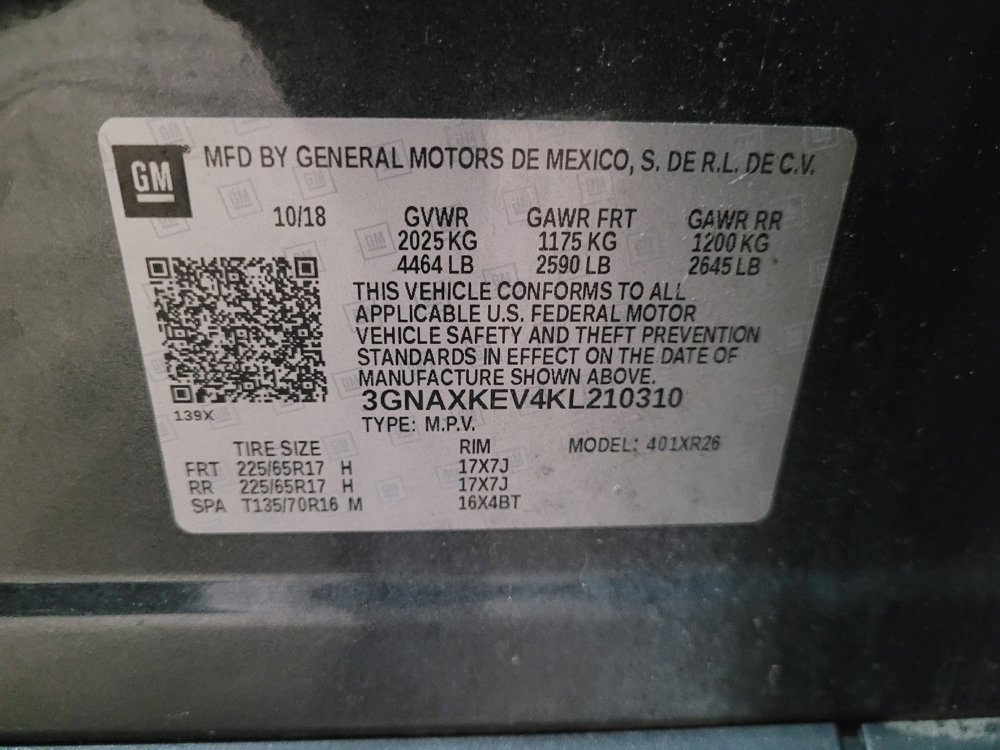 GM
MFD BY GENERAL MOTORS DE MEXICO, S. DE R.L. DE C.V.
10/18 GVWR GAWR FRT GAWR RR
2025 KG 1175 KG 1200 KG
4464 LB 2590 LB 2645 LB
THIS VEHICLE CONFORMS TO ALL
APPLICABLE U.S. FEDERAL MOTOR
VEHICLE SAFETY AND THEFT PREVENTION
STANDARDS IN EFFECT ON THE DATE OF
MANUFACTURE SHOWN ABOVE.
3GNAXKEV4KL210310
139X
TYPE: M.P.V.
TIRE SIZE RIM MODEL: 401XR26
FRT 225/65R17 H 17X7J
RR 225/65R17 H 17X7J
SPA T135/70R16 M 16X4BT